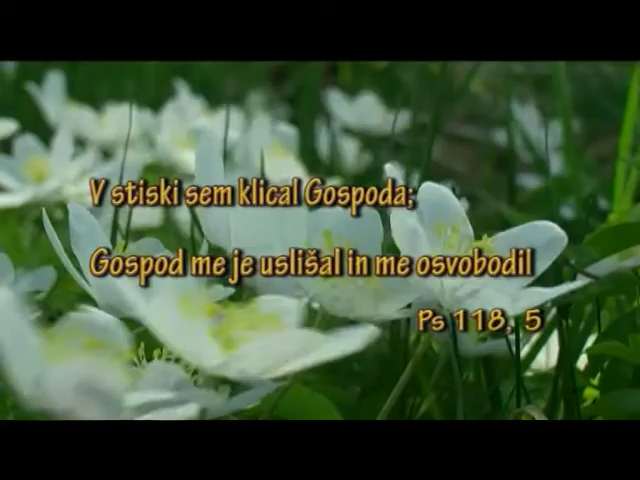 V stiski sem klical Gospoda;
Gospod me je uslišal in me osvobodil
Ps 118, 5